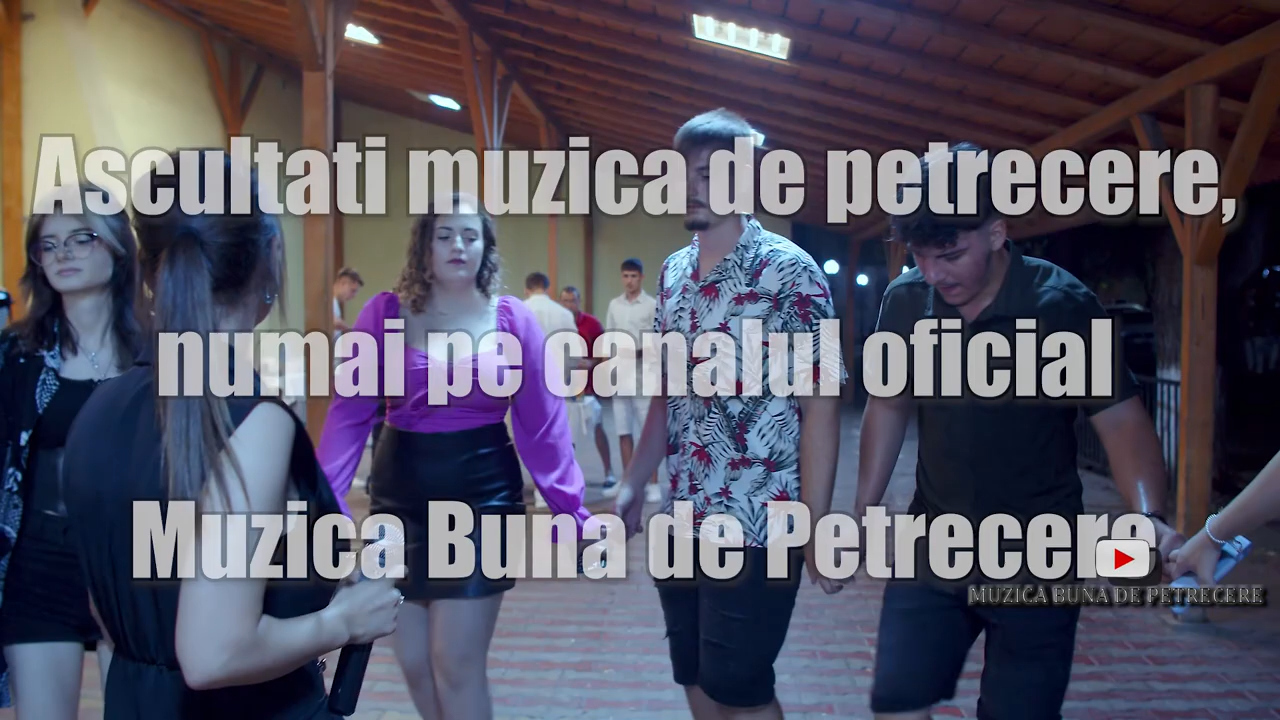 Ascultati muzica de petrecere,
numai pe canalul oficial
Muzica Buna de Petrecere
MUZICA BUNA DE PETRECERE